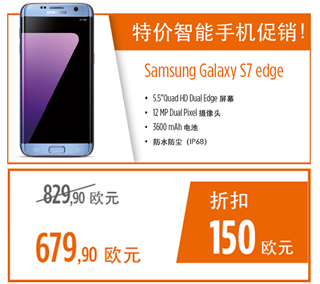 特价智能手机促销!
Samsung Galaxy S7 edge
• 5.5"Quad HD Dual Edge 屏幕
• 12 MP Dual Pixel 摄像头
• 3600 mAh 电池
• 防水防尘 (IP68)
829,90 欧元
679,90 欧元
折扣
150 欧元